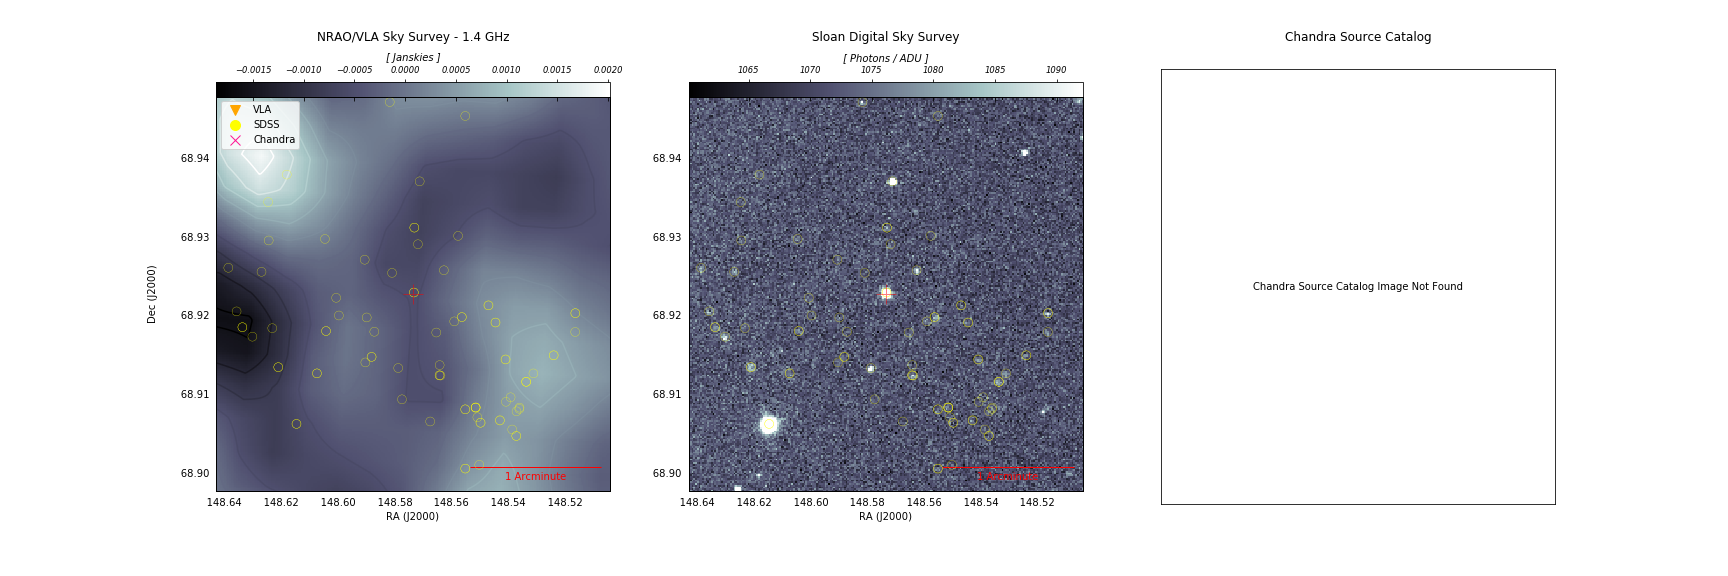 NRAO/VLA Sky Survey - 1.4 GHz
[ Janskies ]
−0.0015 −0.0010 −0.0005 0.0000 0.0005 0.0010 0.0015 0.0020
VLA
SDSS
Chandra
68.94
68.93
68.92
68.91
68.90
Dec (J2000)
1 Arcminute
148.64 148.62 148.60 148.58 148.56 148.54 148.52
RA (J2000)
Sloan Digital Sky Survey
[ Photons / ADU ]
1065 1070 1075 1080 1085 1090
68.94
68.93
68.92
68.91
68.90
1 Arcminute
148.64 148.62 148.60 148.58 148.56 148.54 148.52
RA (J2000)
Chandra Source Catalog
Chandra Source Catalog Image Not Found